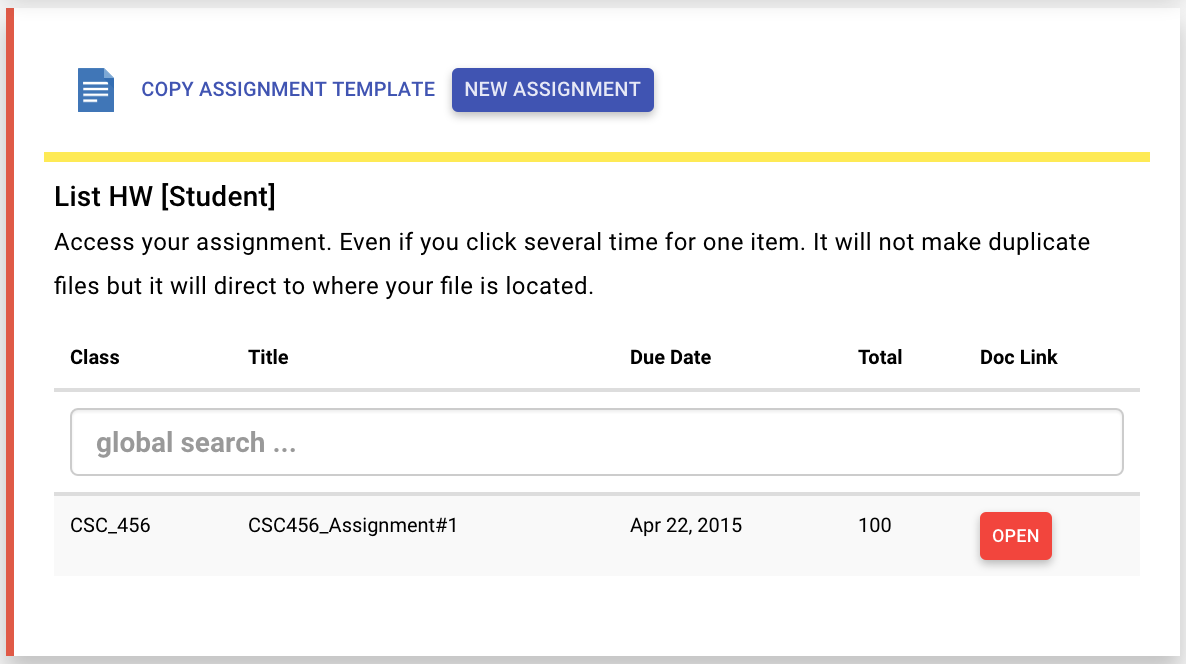 COPY ASSIGNMENT TEMPLATE NEW ASSIGNMENT
List HW [Student]
Access your assignment. Even if you click several time for one item. It will not make duplicate
files but it will direct to where your file is located.
Class Title Due Date Total Doc Link
global search ...
CSC_456 CSC456_Assignment#1 Apr 22, 2015 100 OPEN